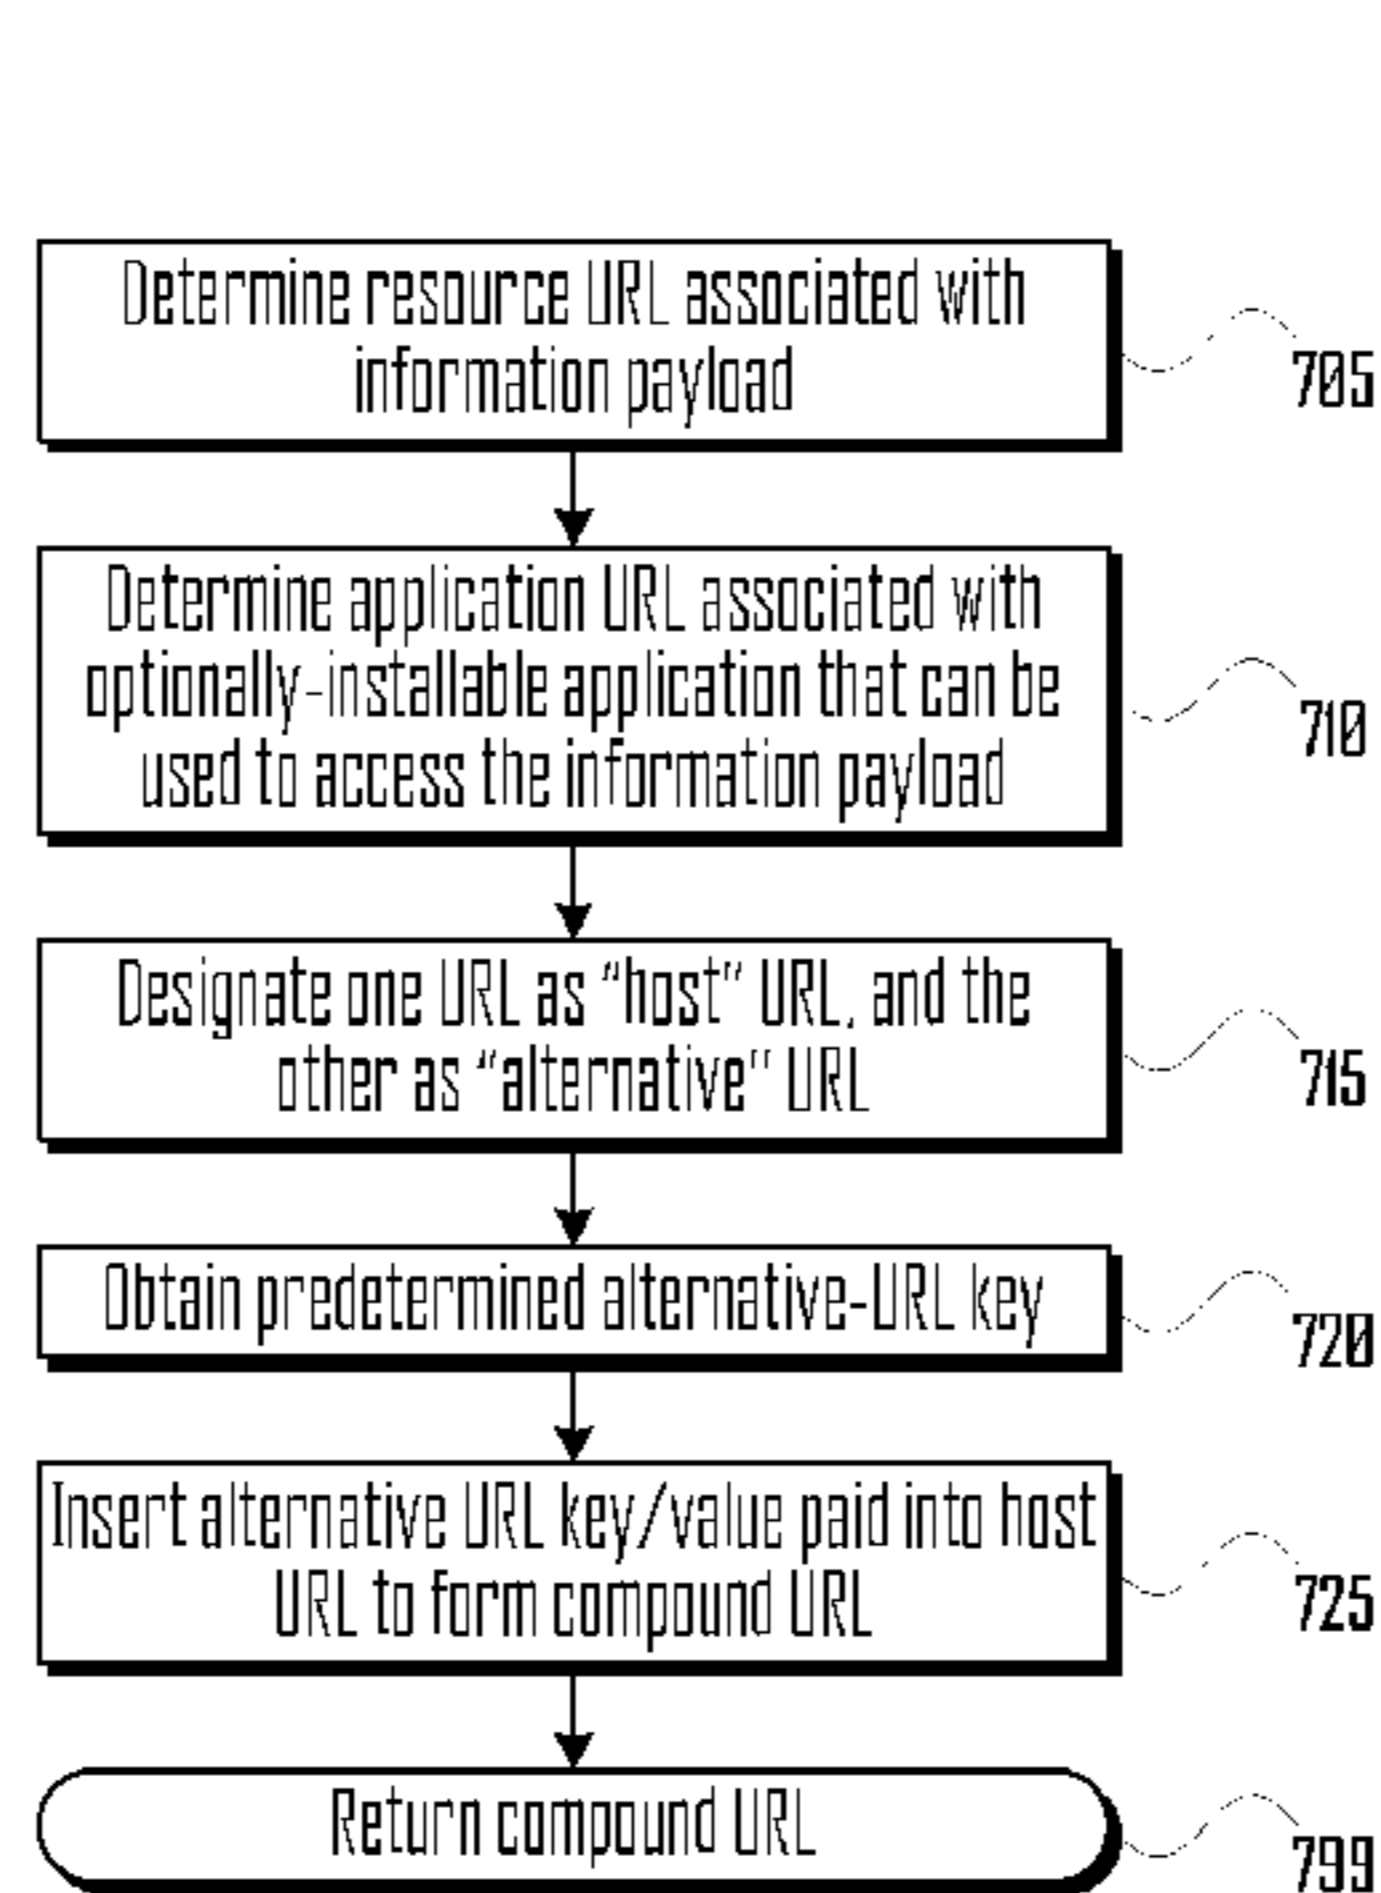 Determine resource URL associated with
information payload
705
Determine application URL associated with
optionally-installable application that can be
used to access the information payload
710
Designate one URL as “host” URL, and the
other as “alternative” URL
715
Obtain predetermined alternative-URL key
720
Insert alternative URL key/value paid into host
URL to form compound URL
725
Return compound URL
799